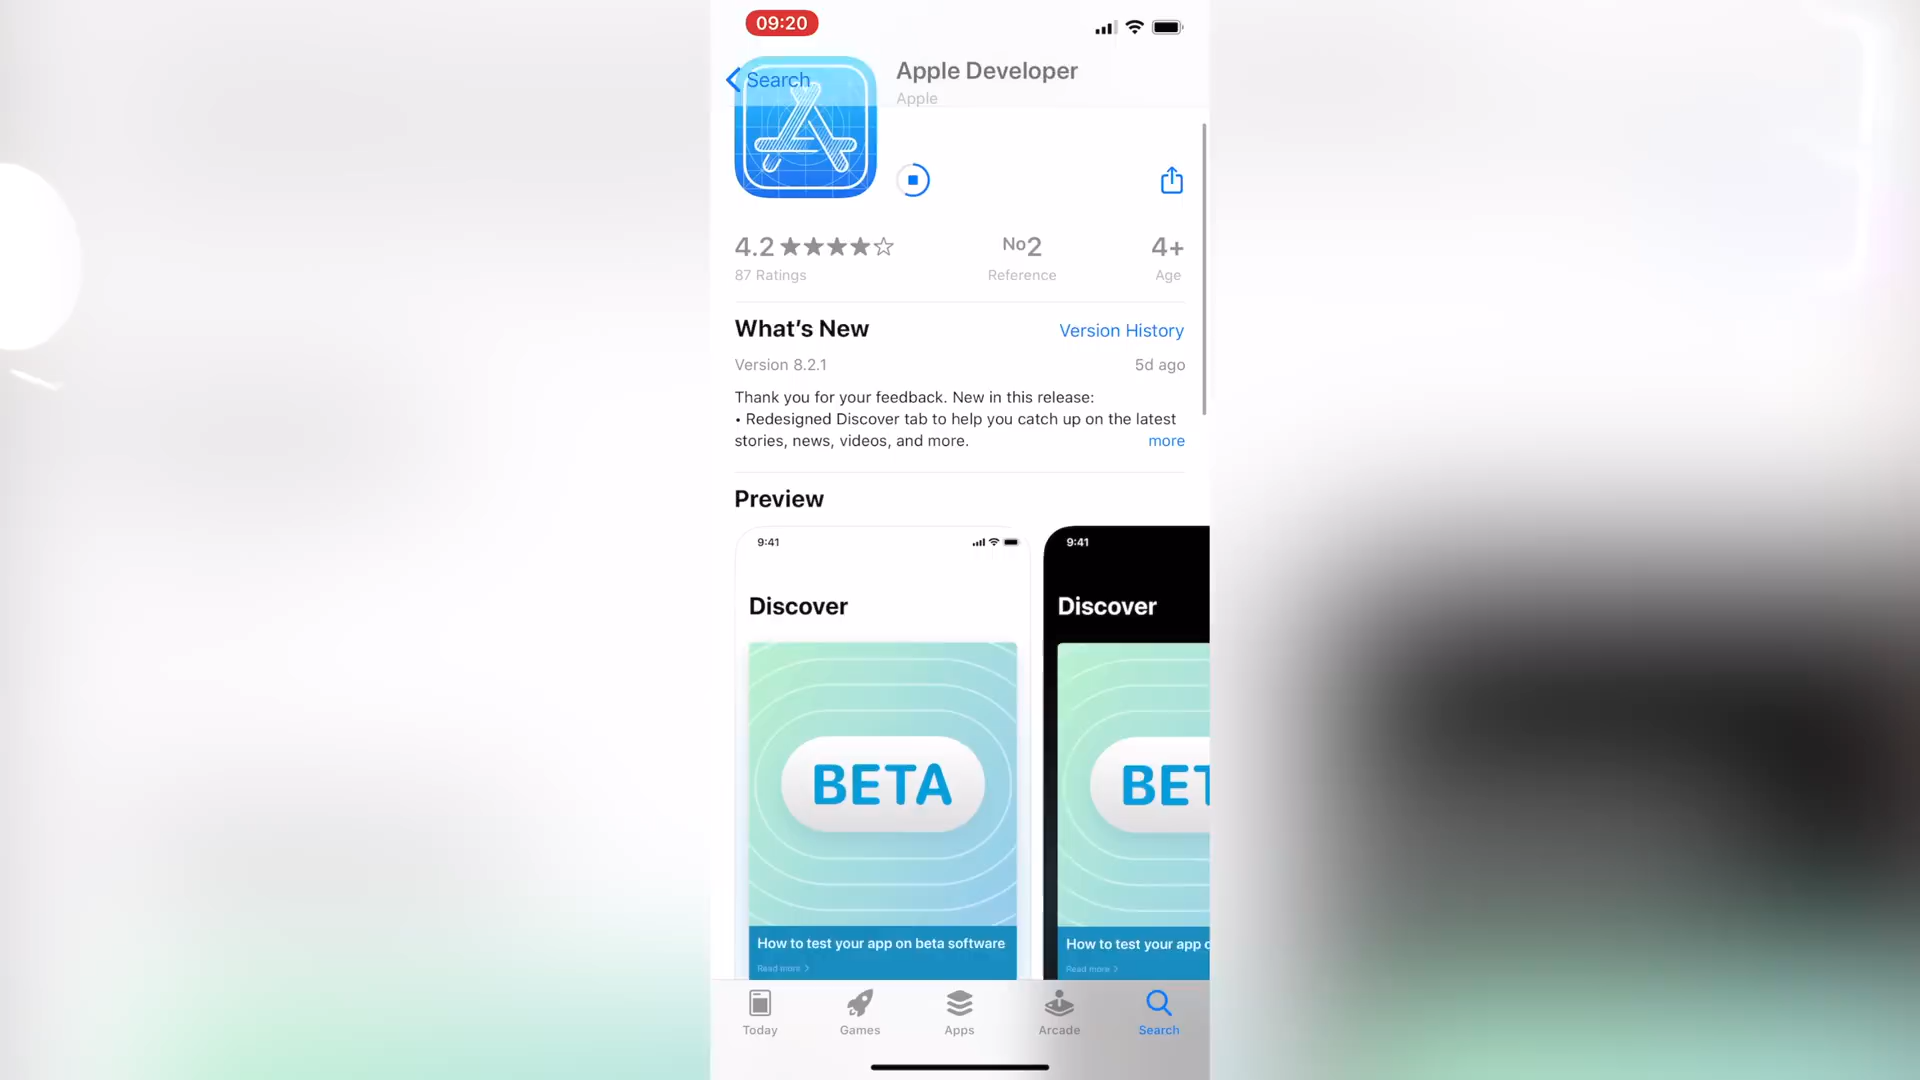 09:20
Search
Apple Developer
Apple
4.2
No2
4+
87 Ratings
Reference
Age
What's New
Version History
Version 8.2.1
5d ago
Thank you for your feedback. New in this release:
• Redesigned Discover tab to help you catch up on the latest
stories, news, videos, and more.
more
Preview
9:41
9:41
Discover
Discover
BETA
BET
How to test your app on beta software
How to test your app o
Read more >
Read more >
Today
Games
Apps
Arcade
Search